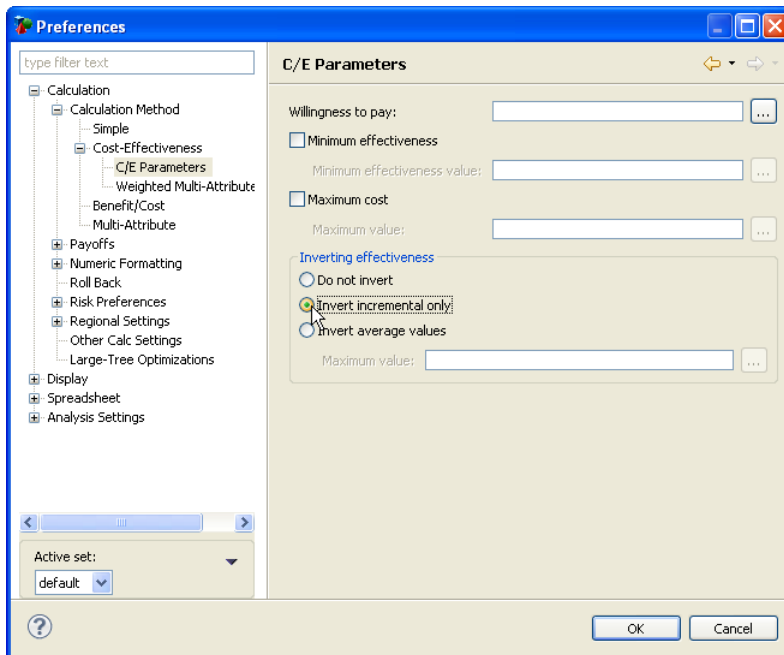 Preferences
type filter text
Calculation
Calculation Method
Simple
Cost-Effectiveness
C/E Parameters
Weighted Multi-Attribute
Benefit/Cost
Multi-Attribute
Payoffs
Numeric Formatting
Roll Back
Risk Preferences
Regional Settings
Other Calc Settings
Large-Tree Optimizations
Display
Spreadsheet
Analysis Settings
Active set:
default
C/E Parameters
Willingness to pay:
...
Minimum effectiveness
Minimum effectiveness value:
...
Maximum cost
Maximum value:
...
Inverting effectiveness
Do not invert
Invert incremental only
Invert average values
Maximum value:
...
?
OK
Cancel